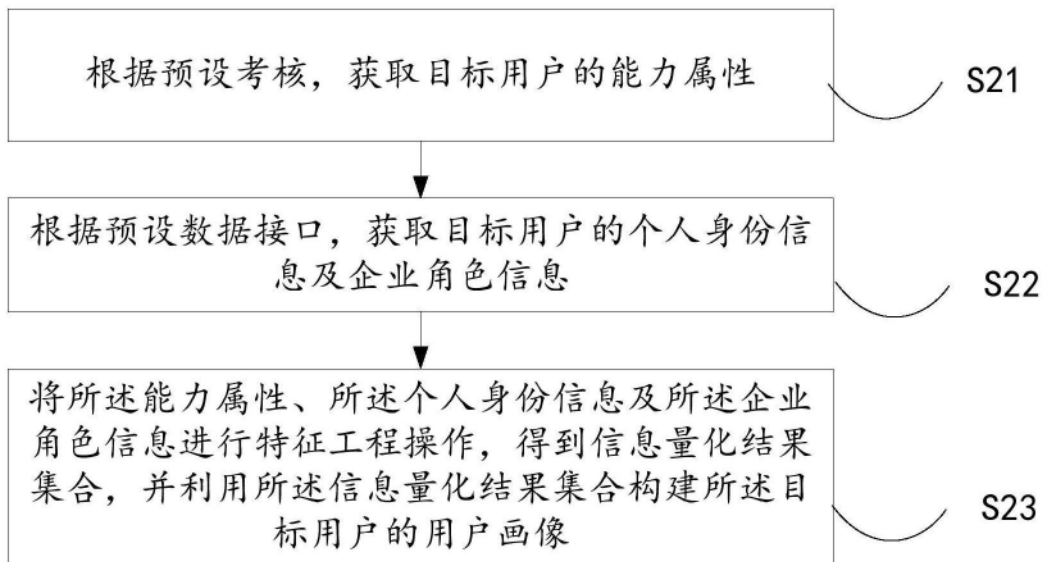 根据预设考核，获取目标用户的能力属性
S21
根据预设数据接口，获取目标用户的个人身份信
息及企业角色信息
S22
将所述能力属性、所述个人身份信息及所述企业
角色信息进行特征工程操作，得到信息量化结果
集合，并利用所述信息量化结果集合构建所述目
标用户的用户画像
S23